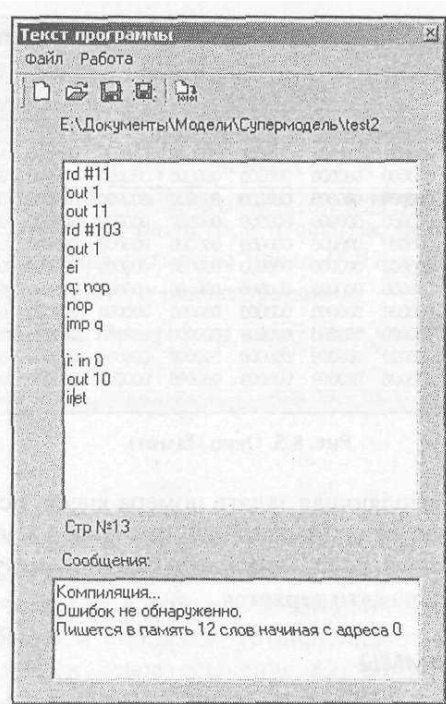 Текст программы
Файл Работа
E:\Документы\Модели\Супермодель\test2
rd #11
out 1
out 11
rd #103
out 1
ei
q: nop
nop
jmp q
i: in 0
out 10
iret
Стр №13
Сообщения:
Компиляция...
Ошибок не обнаруженно.
Пишется в память 12 слов начиная с адреса 0